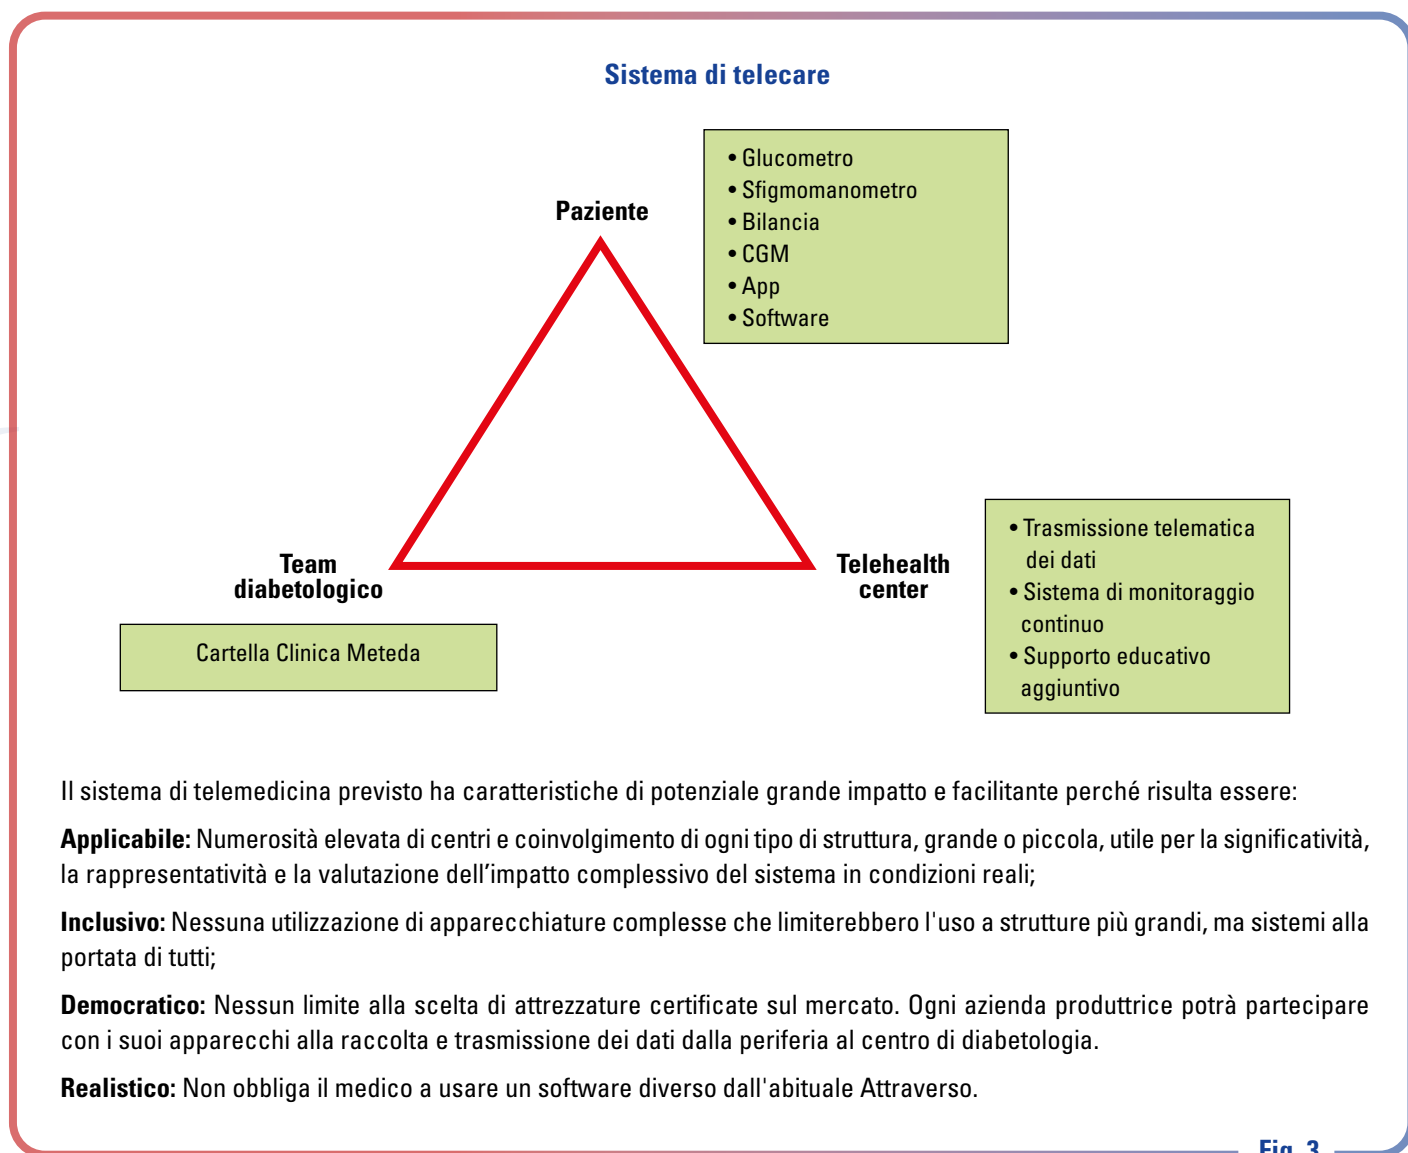 Sistema di telecare
• Glucometro
• Sfigmomanometro
• Bilancia
• CGM
• App
• Software
Paziente
Team
diabetologico
Cartella Clinica Meteda
Telehealth
center
• Trasmissione telematica
dei dati
• Sistema di monitoraggio
continuo
• Supporto educativo
aggiuntivo
Il sistema di telemedicina previsto ha caratteristiche di potenziale grande impatto e facilitante perché risulta essere:
Applicabile: Numerosità elevata di centri e coinvolgimento di ogni tipo di struttura, grande o piccola, utile per la significatività,
la rappresentatività e la valutazione dell’impatto complessivo del sistema in condizioni reali;
Inclusivo: Nessuna utilizzazione di apparecchiature complesse che limiterebbero l'uso a strutture più grandi, ma sistemi alla
portata di tutti;
Democratico: Nessun limite alla scelta di attrezzature certificate sul mercato. Ogni azienda produttrice potrà partecipare
con i suoi apparecchi alla raccolta e trasmissione dei dati dalla periferia al centro di diabetologia.
Realistico: Non obbliga il medico a usare un software diverso dall'abituale Attraverso.
Fig. 3